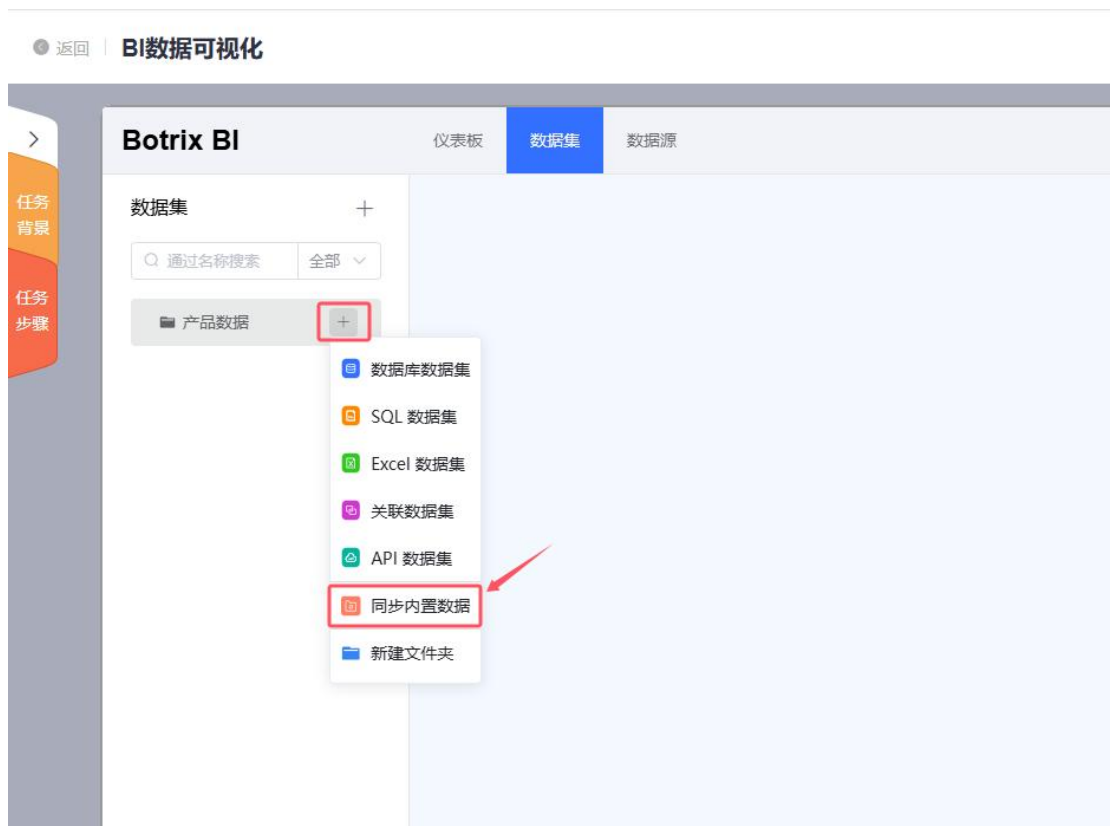 返回 BI数据可视化
Botrix BI 仪表板 数据集 数据源
任务
背景
任务
步骤
数据集
通过名称搜索 全部
产品数据
数据库数据集
SQL 数据集
Excel 数据集
关联数据集
API 数据集
同步内置数据
新建文件夹